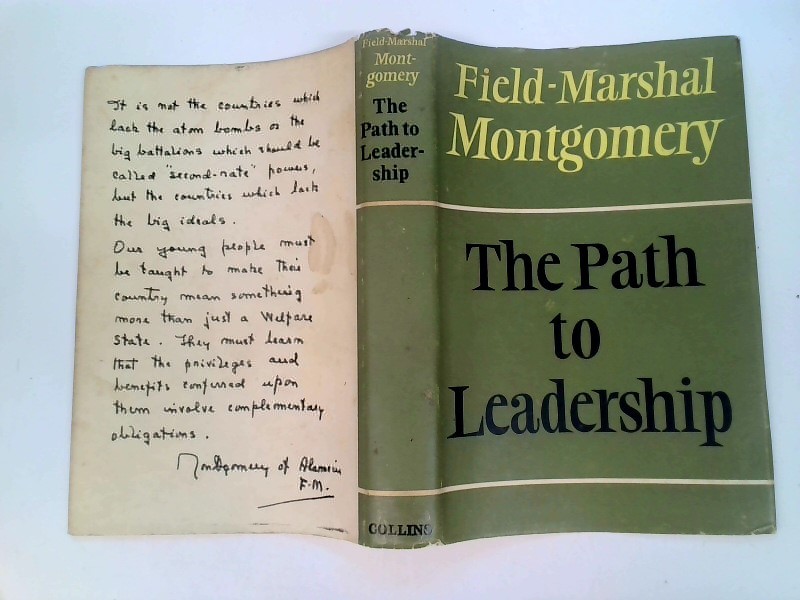 It is not the countries which
lack the atom bombs or the
big battalions which should be
called "second-rate" powers,
but the countries which lack
the big ideals.
Our young people must
be taught to make their
country mean something
more than just a Welfare
State. They must learn
that the privileges and
benefits conferred upon
them involve complementary
obligations.
Montgomery of Alamein
F.M.
Field-Marshal
Mont-
gomery
The
Path to
Leader-
ship
COLLINS
Field-Marshal
Montgomery
The Path
to
Leadership